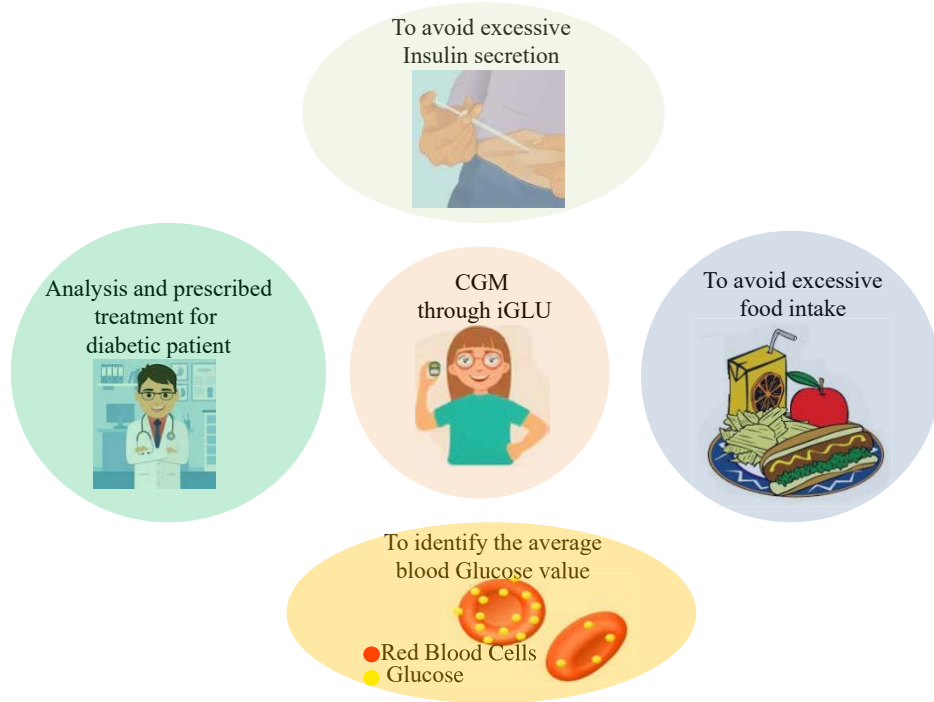 To avoid excessive
Insulin secretion
Analysis and prescribed
treatment for
diabetic patient
CGM
through iGLU
To avoid excessive
food intake
To identify the average
blood Glucose value
Red Blood Cells
Glucose